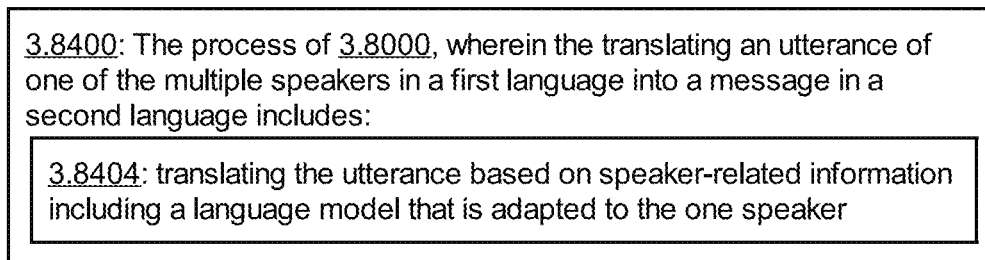 3.8400: The process of 3.8000, wherein the translating an utterance of
one of the multiple speakers in a first language into a message in a
second language includes:
3.8404: translating the utterance based on speaker-related information
including a language model that is adapted to the one speaker